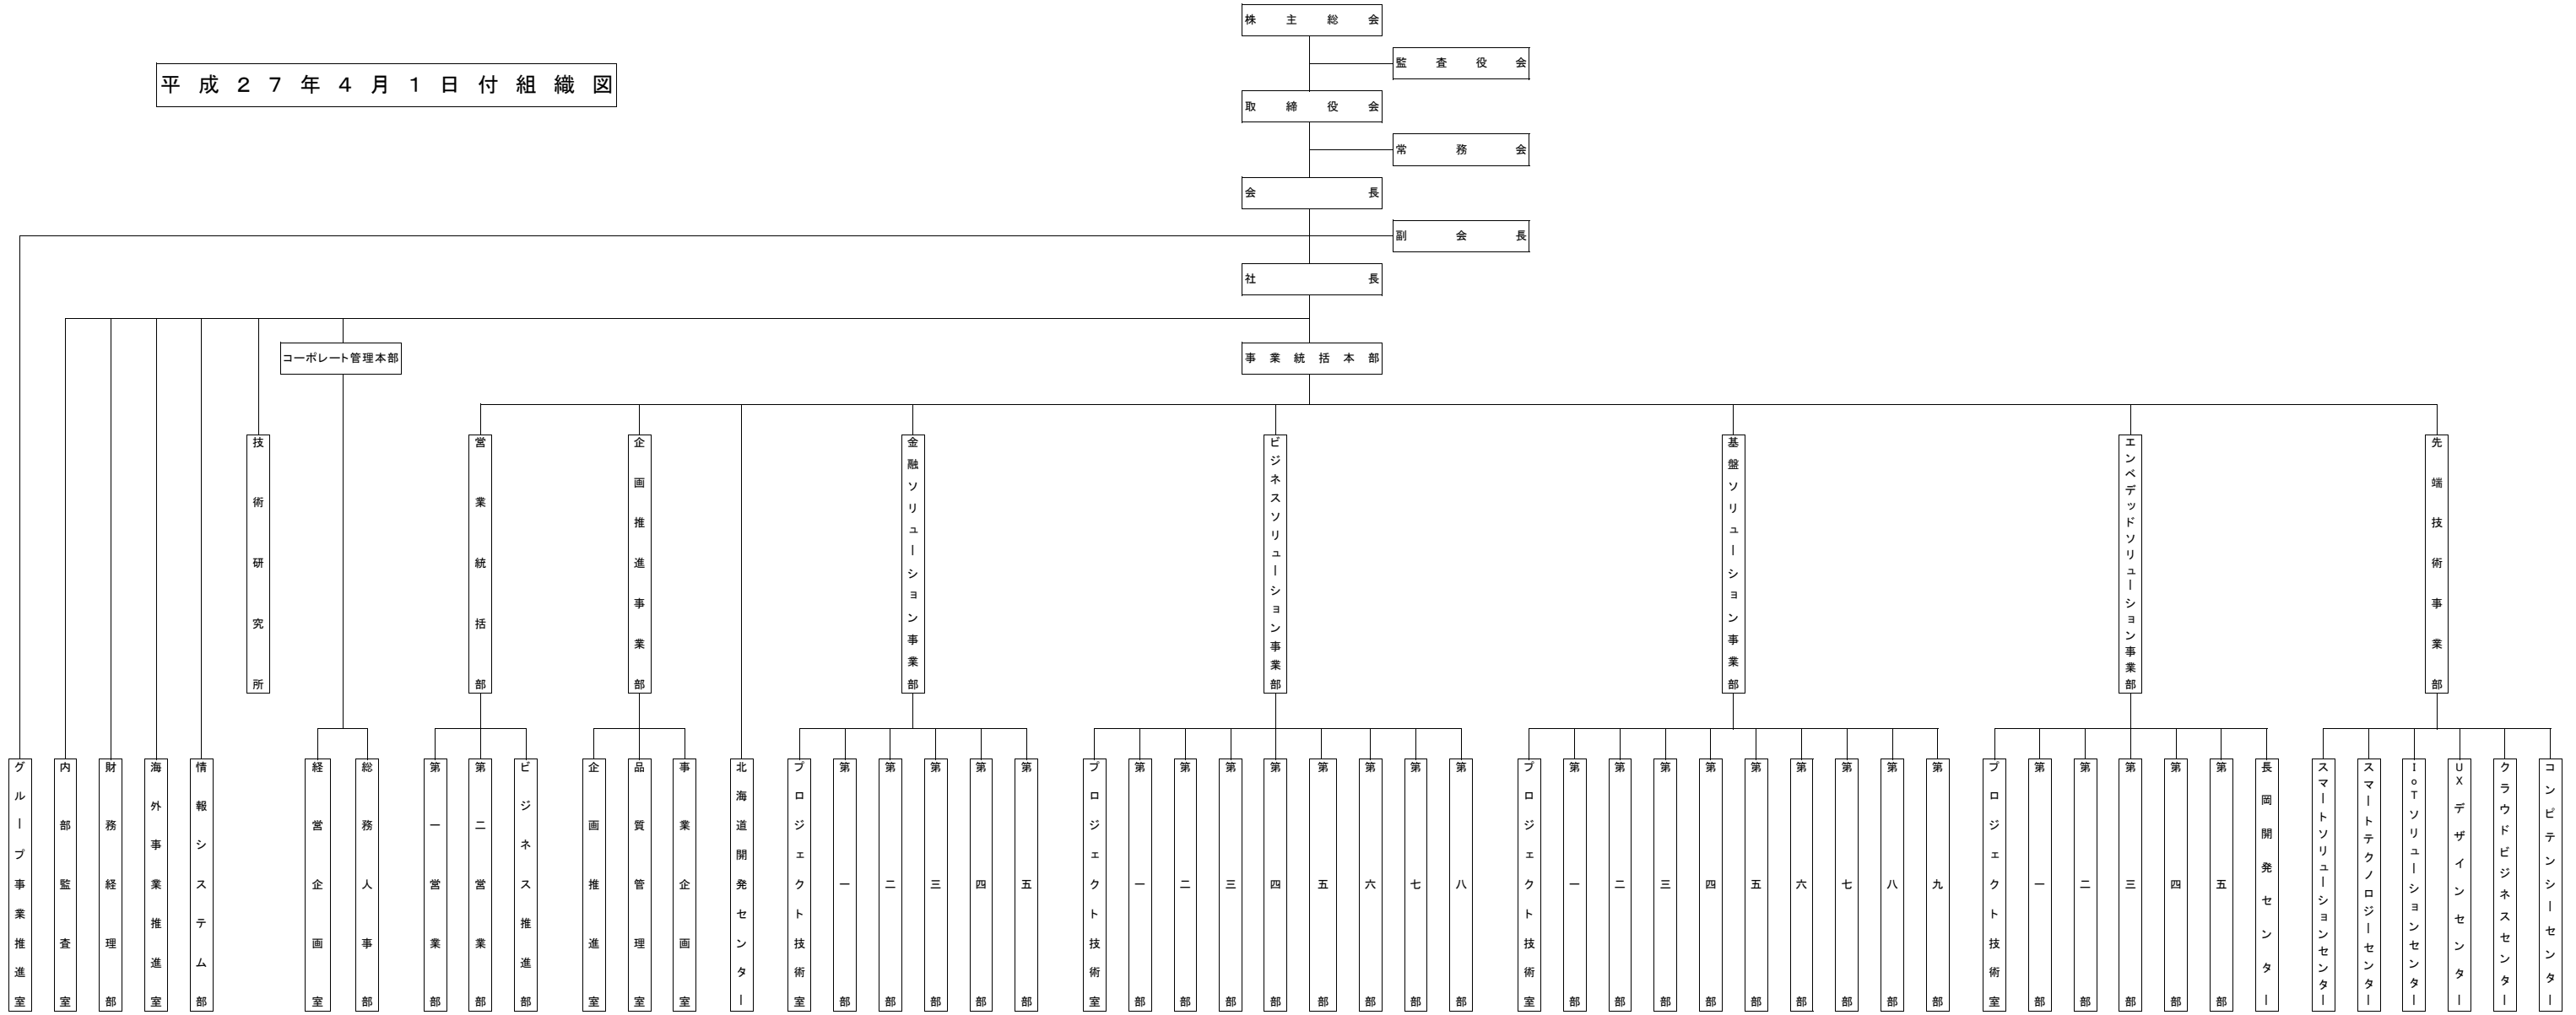 株主総会
監査役会
平成２７年４月１日付組織図
取締役会
常務会
会長
副会長
社長
コーポレート管理本部
事業統括本部
技術研究所
営業統括部
企画推進事業部
金融ソリューション事業部
ビジネスソリューション事業部
基盤ソリューション事業部
エンベデッドソリューション事業部
先端技術事業部
グループ事業推進室
内部監査室
財務経理部
海外事業推進室
情報システム部
経営企画室
総務人事部
第一営業部
第二営業部
ビジネス推進部
企画推進室
品質管理室
事業企画室
北海道開発センター
プロジェクト技術室
第一部
第二部
第三部
第四部
第五部
プロジェクト技術室
第一部
第二部
第三部
第四部
第五部
第六部
第七部
第八部
プロジェクト技術室
第一部
第二部
第三部
第四部
第五部
第六部
第七部
第八部
第九部
プロジェクト技術室
第一部
第二部
第三部
第四部
第五部
長岡開発センター
スマートソリューションセンター
スマートテクノロジーセンター
IoTソリューションセンター
UXデザインセンター
クラウドビジネスセンター
コンピテンシーセンター